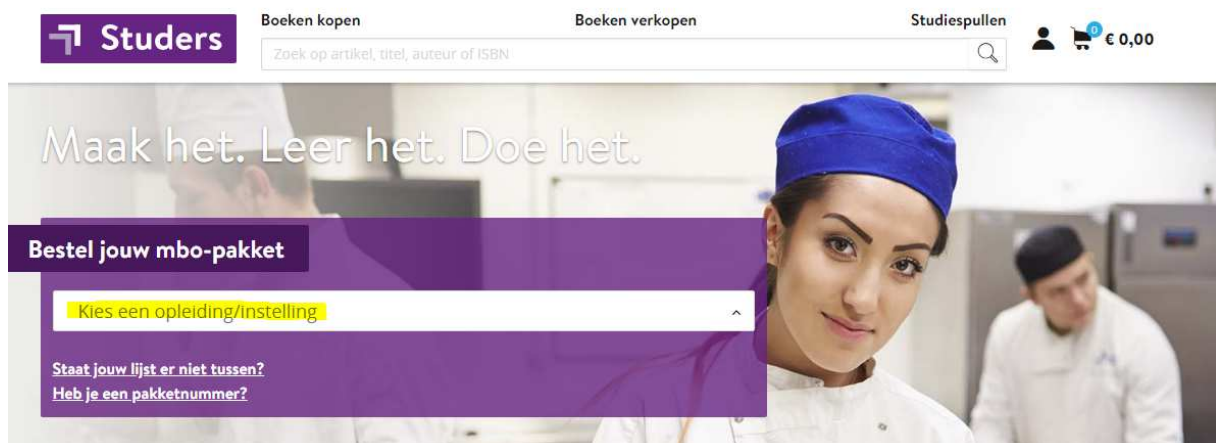 Studers
Boeken kopen
Boeken verkopen
Studiespullen
Zoek op artikel, titel, auteur of ISBN
0
€ 0,00
Maak het. Leer het. Doe het.
Bestel jouw mbo-pakket
Kies een opleiding/instelling
Staat jouw lijst er niet tussen?
Heb je een pakketnummer?